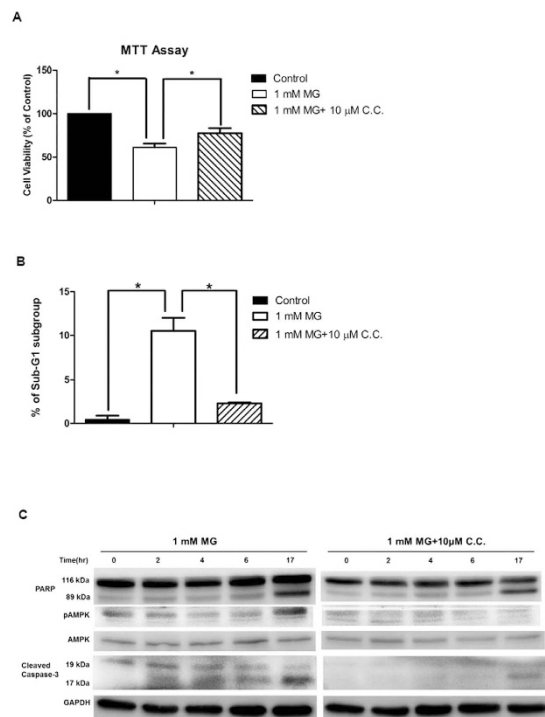 A
MTT Assay
Cell Viability (% of Control)
150
100
50
0
*
*
Control
1 mM MG
1 mM MG+ 10 μM C.C.
B
% of Sub-G1 subgroup
15
10
5
0
*
*
Control
1 mM MG
1 mM MG+10 μM C.C.
C
1 mM MG
1 mM MG+10μM C.C.
Time(hr) 0 2 4 6 17 0 2 4 6 17
PARP
116 kDa
89 kDa
pAMPK
AMPK
Cleaved
Caspase-3
19 kDa
17 kDa
GAPDH